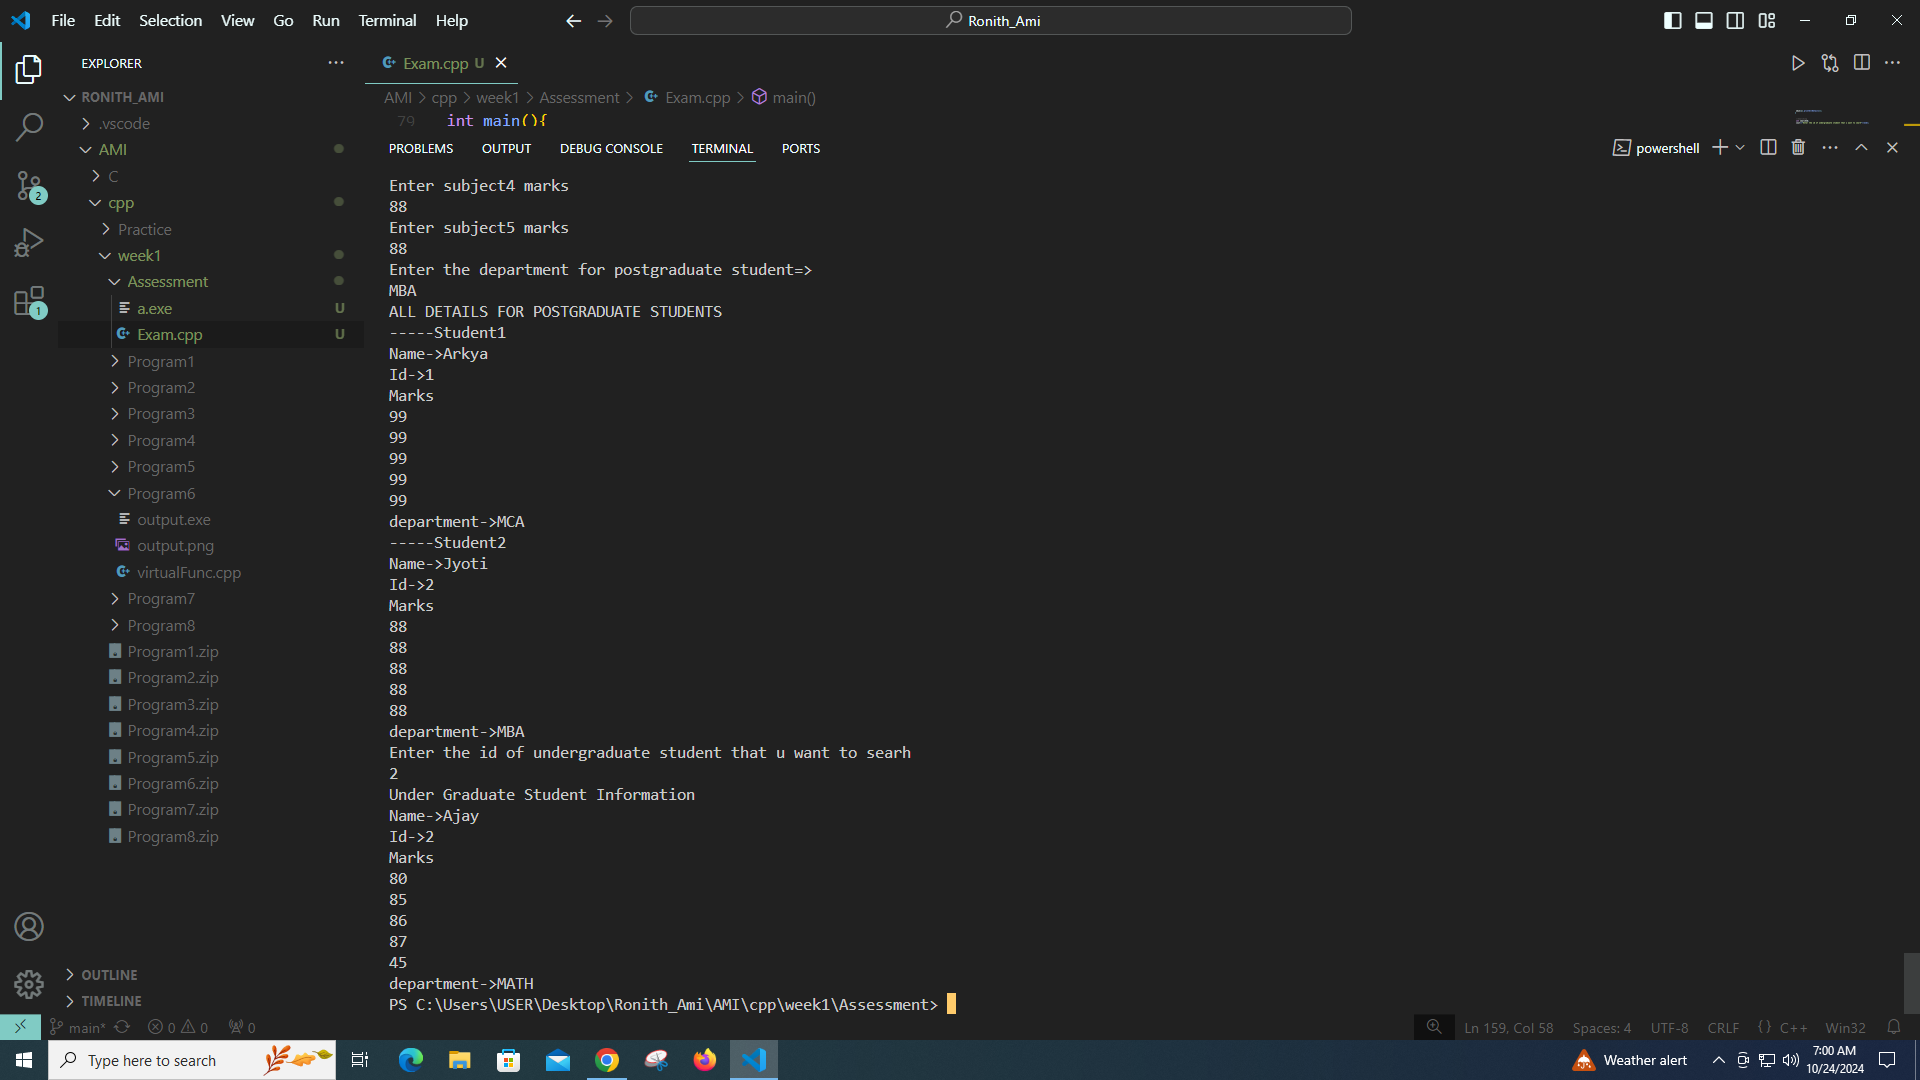 File Edit Selection View Go Run Terminal Help
Ronith_Ami
EXPLORER
RONITH_AMI
.vscode
AMI
C
cpp
Practice
week1
Assessment
a.exe U
Exam.cpp U
Program1
Program2
Program3
Program4
Program5
Program6
output.exe
output.png
virtualFunc.cpp
Program7
Program8
Program1.zip
Program2.zip
Program3.zip
Program4.zip
Program5.zip
Program6.zip
Program7.zip
Program8.zip
OUTLINE
TIMELINE
2
1
Exam.cpp U
AMI > cpp > week1 > Assessment > Exam.cpp > main()
79 int main(){
PROBLEMS OUTPUT DEBUG CONSOLE TERMINAL PORTS
powershell
Enter subject4 marks
88
Enter subject5 marks
88
Enter the department for postgraduate student=>
MBA
ALL DETAILS FOR POSTGRADUATE STUDENTS
-----Student1
Name->Arkya
Id->1
Marks
99
99
99
99
99
department->MCA
-----Student2
Name->Jyoti
Id->2
Marks
88
88
88
88
88
department->MBA
Enter the id of undergraduate student that u want to searh
2
Under Graduate Student Information
Name->Ajay
Id->2
Marks
80
85
86
87
45
department->MATH
PS C:\Users\USER\Desktop\Ronith_Ami\AMI\cpp\week1\Assessment>
main* 0 0 0
Ln 159, Col 58 Spaces: 4 UTF-8 CRLF {} C++ Win32
Type here to search
Weather alert
7:00 AM
10/24/2024